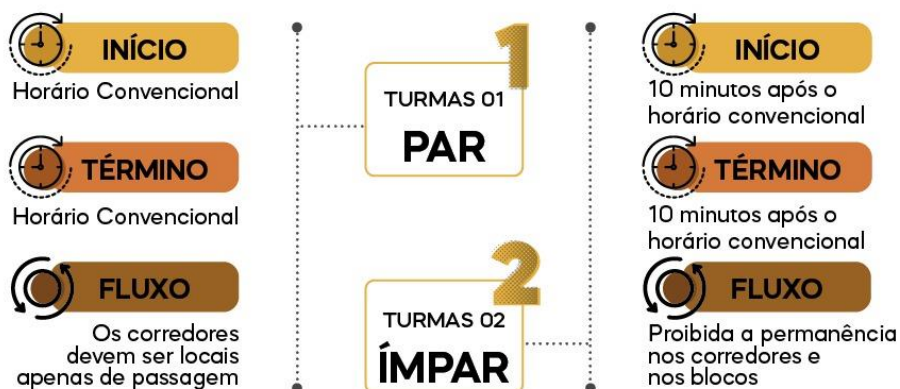 INÍCIO
Horário Convencional
TÉRMINO
Horário Convencional
FLUXO
Os corredores
devem ser locais
apenas de passagem
1
TURMAS 01
PAR
2
TURMAS 02
ÍMPAR
INÍCIO
10 minutos após o
horário convencional
TÉRMINO
10 minutos após o
horário convencional
FLUXO
Proibida a permanência
nos corredores e
nos blocos